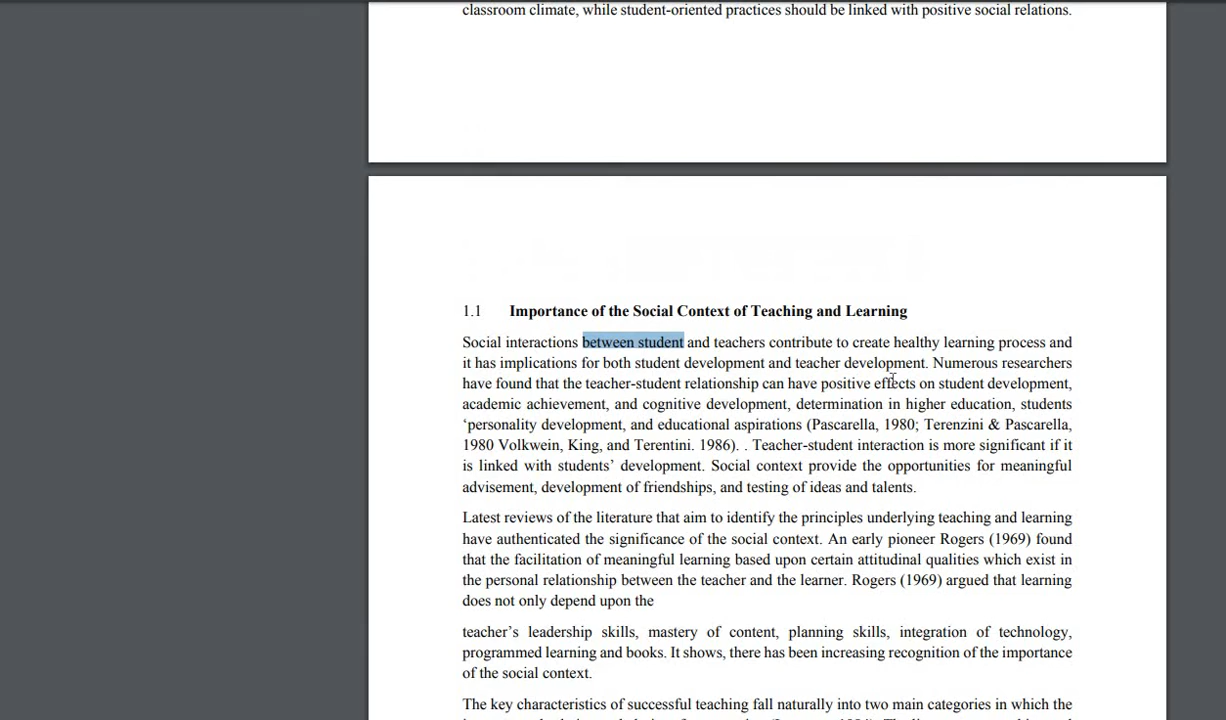 classroom climate, while student-oriented practices should be linked with positive social relations.
1.1 Importance of the Social Context of Teaching and Learning
Social interactions between student and teachers contribute to create healthy learning process and
it has implications for both student development and teacher development. Numerous researchers
have found that the teacher-student relationship can have positive effects on student development,
academic achievement, and cognitive development, determination in higher education, students
‘personality development, and educational aspirations (Pascarella, 1980; Terenzini & Pascarella,
1980 Volkwein, King, and Terentini. 1986). . Teacher-student interaction is more significant if it
is linked with students’ development. Social context provide the opportunities for meaningful
advisement, development of friendships, and testing of ideas and talents.
Latest reviews of the literature that aim to identify the principles underlying teaching and learning
have authenticated the significance of the social context. An early pioneer Rogers (1969) found
that the facilitation of meaningful learning based upon certain attitudinal qualities which exist in
the personal relationship between the teacher and the learner. Rogers (1969) argued that learning
does not only depend upon the
teacher’s leadership skills, mastery of content, planning skills, integration of technology,
programmed learning and books. It shows, there has been increasing recognition of the importance
of the social context.
The key characteristics of successful teaching fall naturally into two main categories in which the